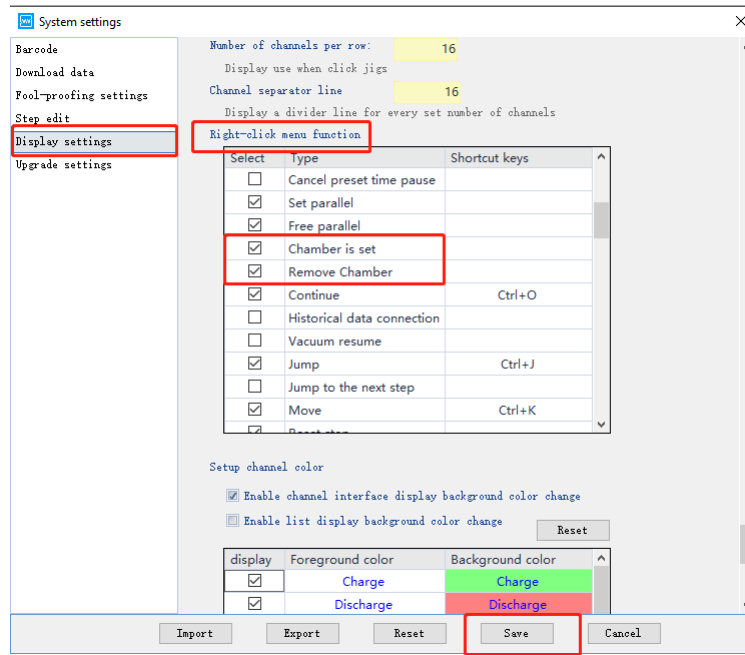 System settings
Barcode
Download data
Fool-proofing settings
Step edit
Display settings
Upgrade settings
Number of channels per row: 16
Display use when click jigs
Channel separator line 16
Display a divider line for every set number of channels
Right-click menu function
Select Type Shortcut keys
Cancel preset time pause
Set parallel
Free parallel
Chamber is set
Remove Chamber
Continue Ctrl+O
Historical data connection
Vacuum resume
Jump Ctrl+J
Jump to the next step
Move Ctrl+K
Setup channel color
Enable channel interface display background color change
Enable list display background color change
Reset
display Foreground color Background color
Charge Charge
Discharge Discharge
Import Export Reset Save Cancel